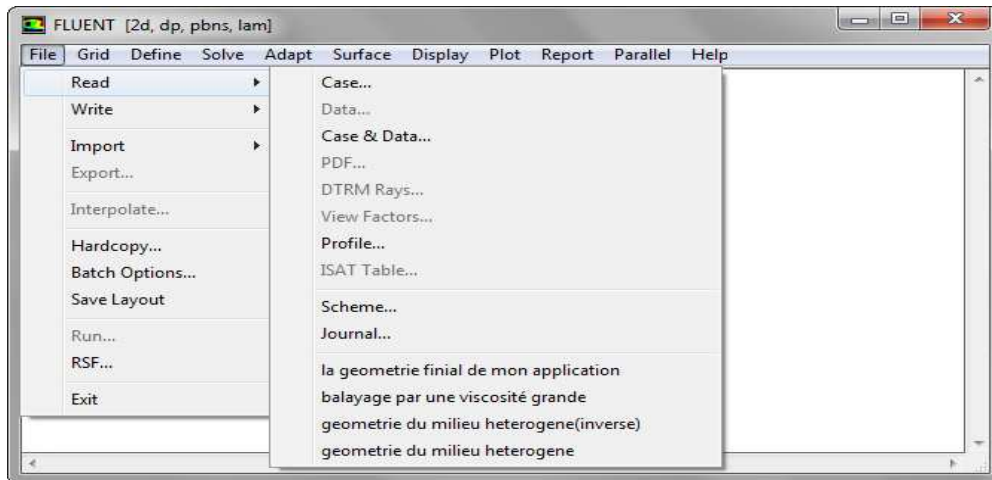 FLUENT [2d, dp, pbns, lam]
File Grid Define Solve Adapt Surface Display Plot Report Parallel Help
Read
Write
Import
Export...
Interpolate...
Hardcopy...
Batch Options...
Save Layout
Run...
RSF...
Exit
Case...
Data...
Case & Data...
PDF...
DTRM Rays...
View Factors...
Profile...
ISAT Table...
Scheme...
Journal...
la geometrie finial de mon application
balayage par une viscosité grande
geometrie du milieu heterogene(inverse)
geometrie du milieu heterogene